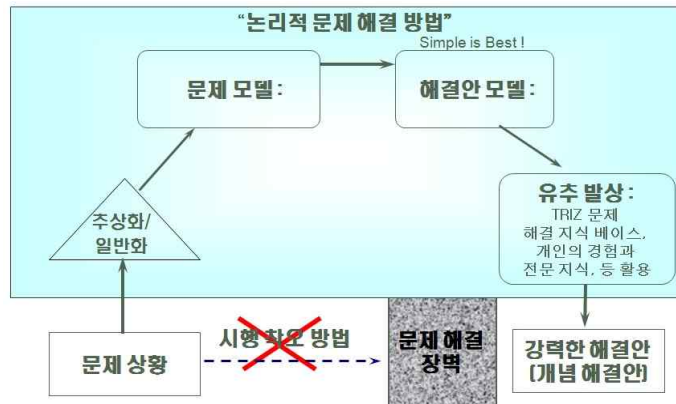 “논리적 문제 해결 방법”
Simple is Best !
문제 모델 :
해결안 모델 :
추상화/
일반화
유추 발상 :
TRIZ 문제
해결 지식 베이스,
개인의 경험과
전문 지식, 등 활용
시행 착오 방법
문제 상황
문제 해결
장벽
강력한 해결안
(개념 해결안)